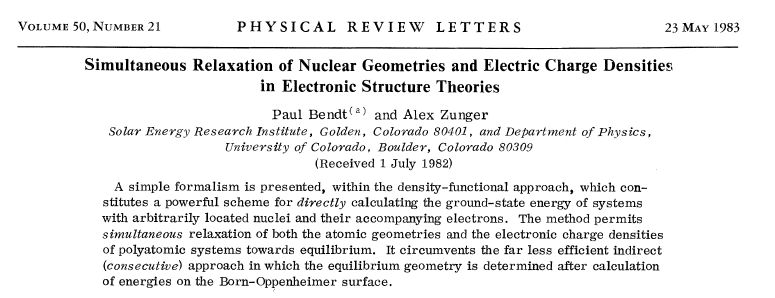 VOLUME 50, NUMBER 21 PHYSICAL REVIEW LETTERS 23 MAY 1983
Simultaneous Relaxation of Nuclear Geometries and Electric Charge Densities
in Electronic Structure Theories
Paul Bendt(a) and Alex Zunger
Solar Energy Research Institute, Golden, Colorado 80401, and Department of Physics,
University of Colorado, Boulder, Colorado 80309
(Received 1 July 1982)
A simple formalism is presented, within the density-functional approach, which con-
stitutes a powerful scheme for directly calculating the ground-state energy of systems
with arbitrarily located nuclei and their accompanying electrons. The method permits
simultaneous relaxation of both the atomic geometries and the electronic charge densities
of polyatomic systems towards equilibrium. It circumvents the far less efficient indirect
(consecutive) approach in which the equilibrium geometry is determined after calculation
of energies on the Born-Oppenheimer surface.